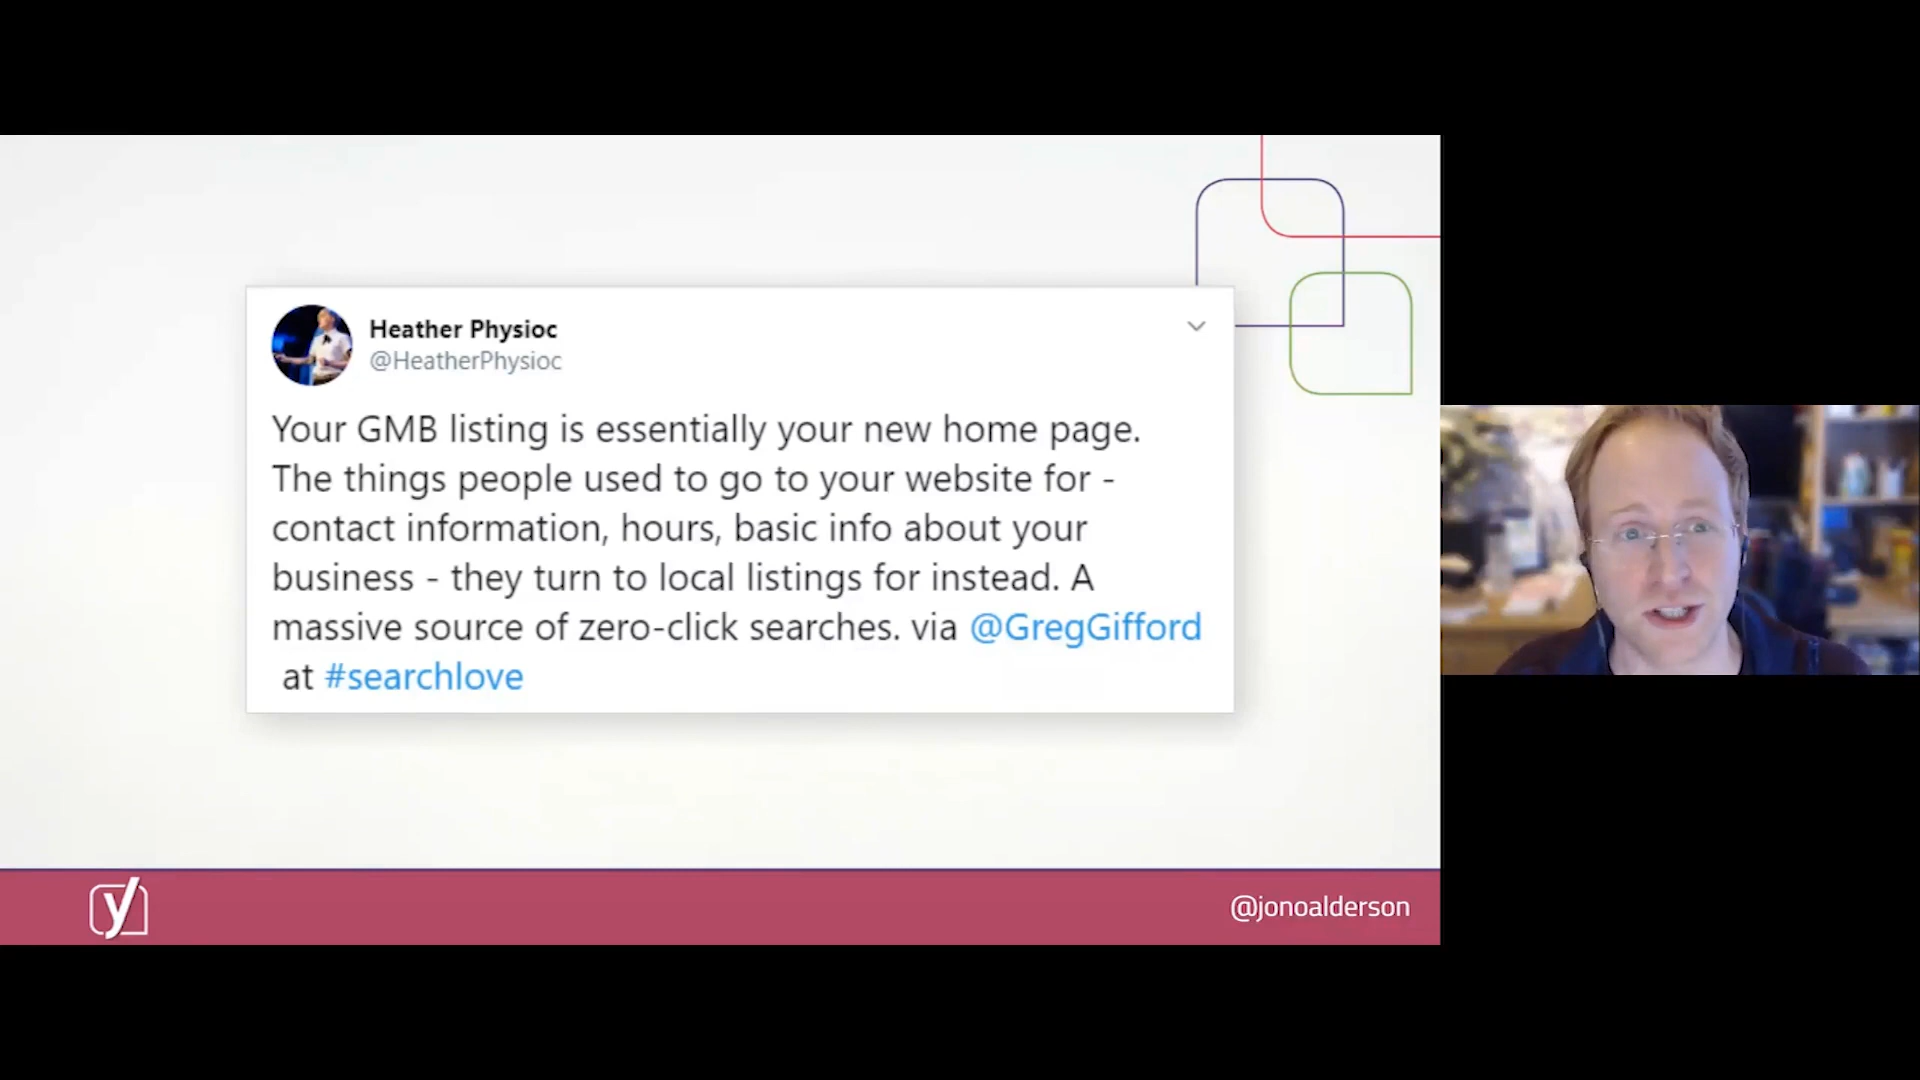 Heather Physioc
@HeatherPhysioc
Your GMB listing is essentially your new home page.
The things people used to go to your website for -
contact information, hours, basic info about your
business - they turn to local listings for instead. A
massive source of zero-click searches. via @GregGifford
at #searchlove
y
@jonoalderson